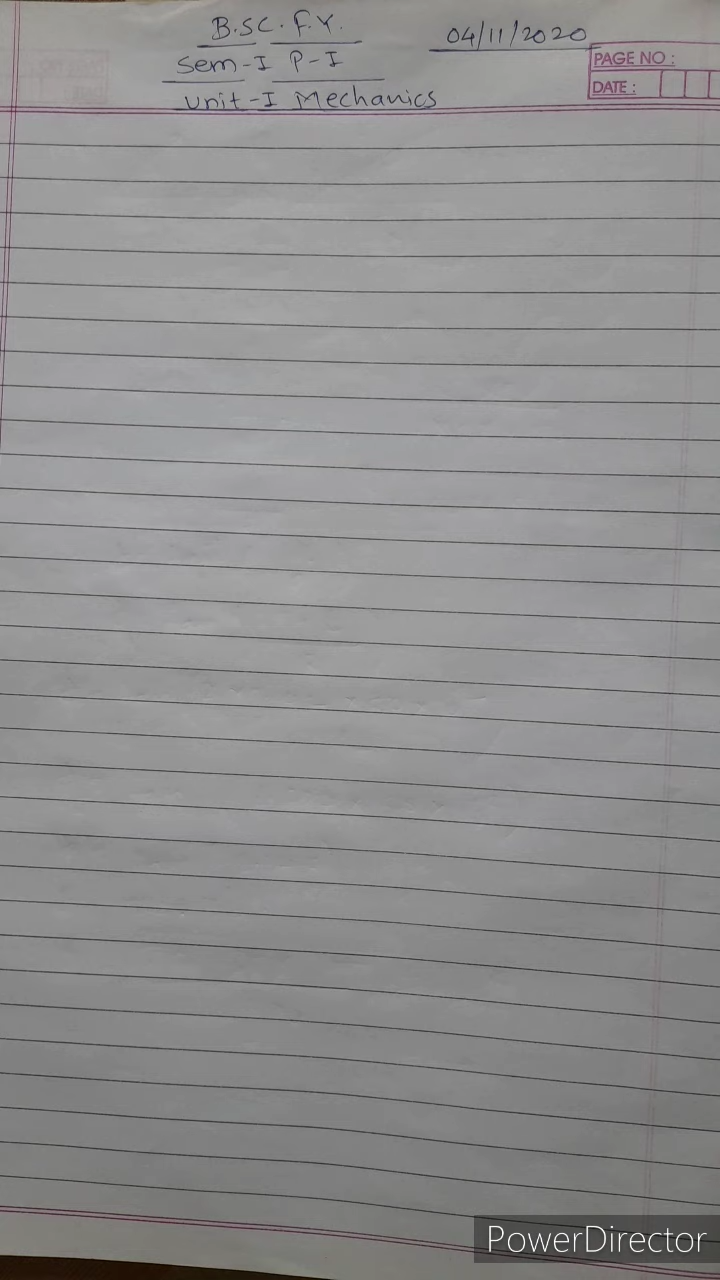 B.SC. F.Y. 04/11/2020
Sem-I P-I
Unit-I Mechanics
PAGE NO :
DATE :
PowerDirector